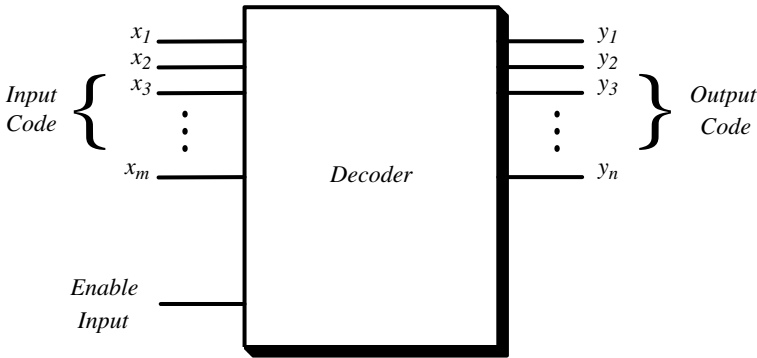 x₁
x₂
x₃
xₘ
Input
Code
Enable
Input
Decoder
y₁
y₂
y₃
yₙ
Output
Code